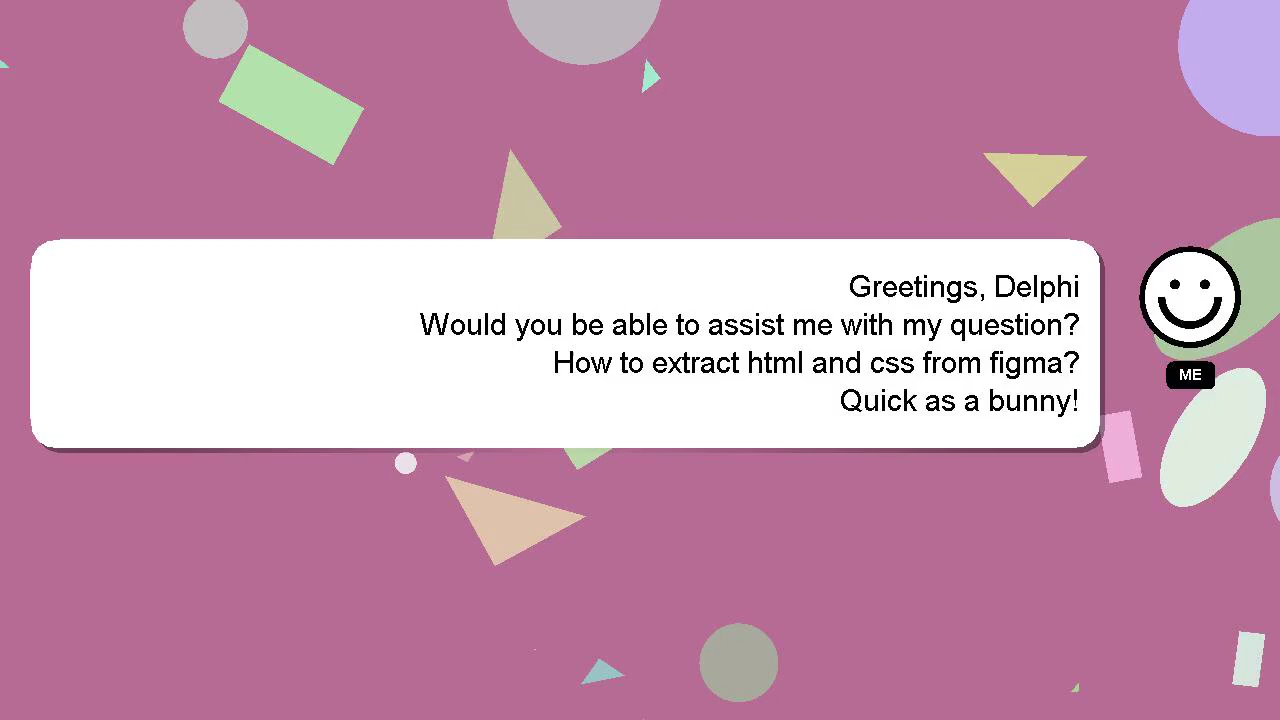 Greetings, Delphi
Would you be able to assist me with my question?
How to extract html and css from figma?
Quick as a bunny!
ME